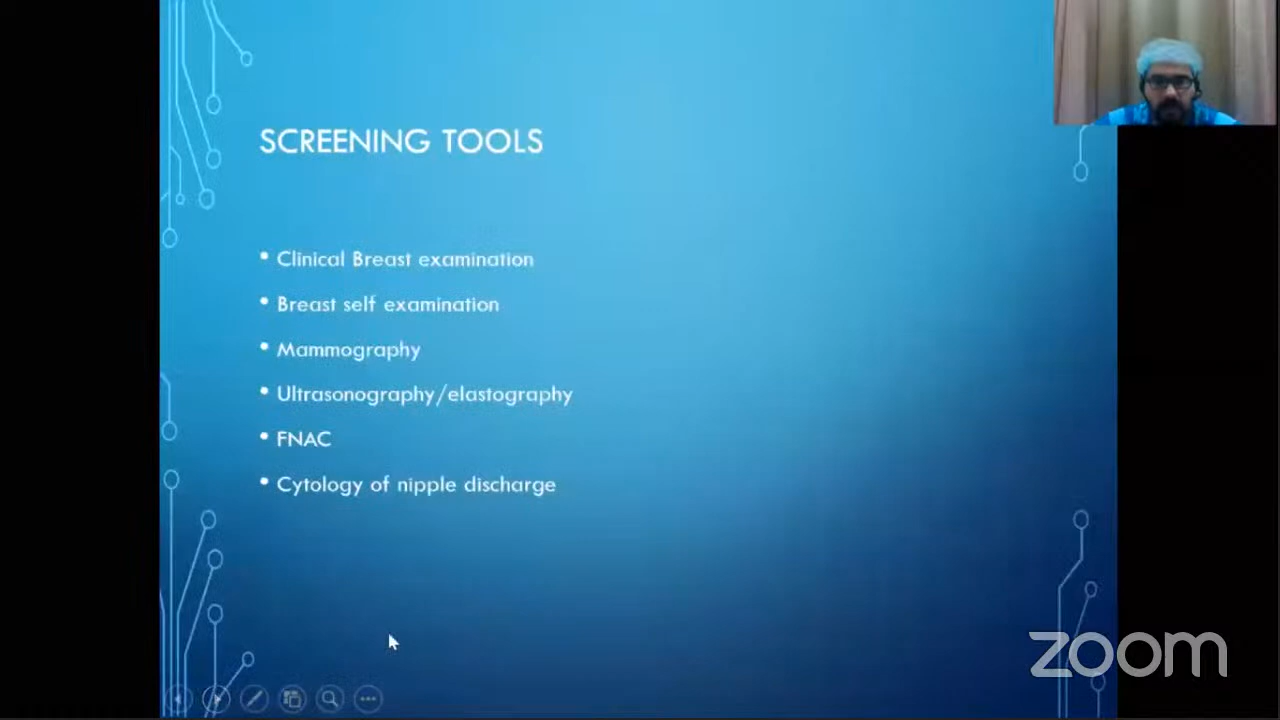 SCREENING TOOLS
• Clinical Breast examination
• Breast self examination
• Mammography
• Ultrasonography/elastography
• FNAC
• Cytology of nipple discharge
zoom